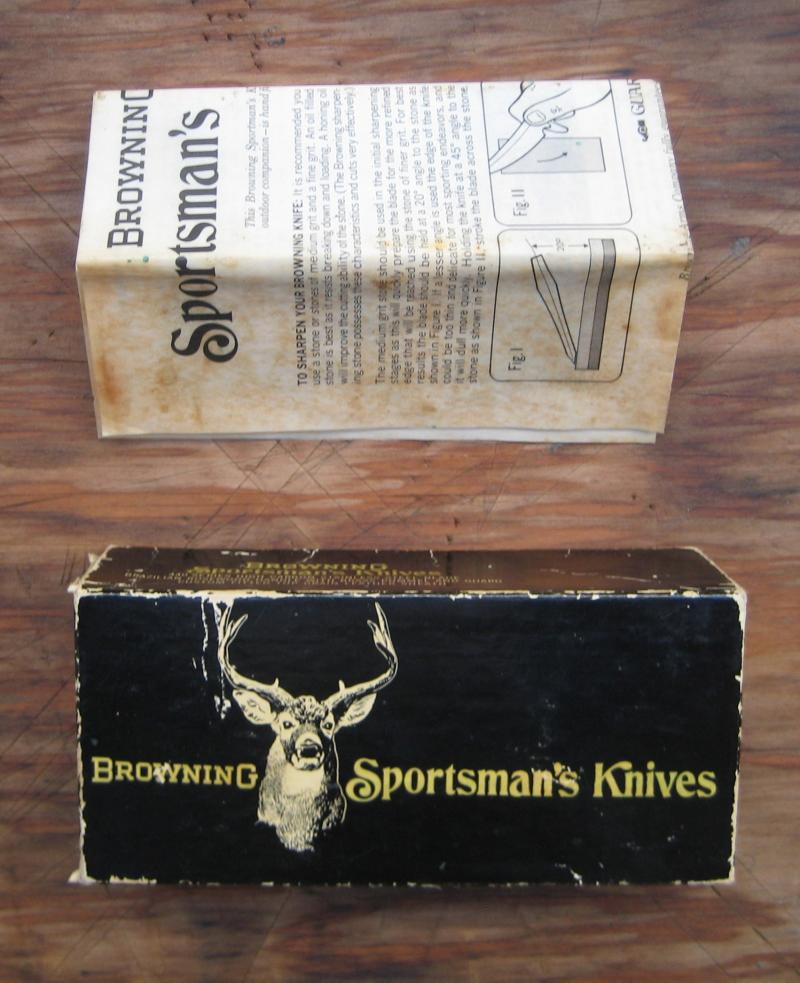 BROWNING
Sportsman's
This Browning Sportsman's K
outdoor companion – is hand f
TO SHARPEN YOUR BROWNING KNIFE: It is recommended you
use a stone or stones of medium grit and a fine grit. An oil filled
stone is best as it resists breaking down and loading. A honing oil
will improve the cutting ability of the stone. (The Browning sharpen-
ing stone possesses these characteristics and cuts very effectively.)
The medium grit stone should be used in the initial sharpening
stages as this will quickly prepare the blade for the more refined
edge that will be reached using the stone of finer grit. For best
results the blade should be held at a 20° angle to the stone as
shown in Figure I. If a lesser angle is used the edge of the knife
could be too thin and delicate for most sporting endeavors, and
it will dull more quickly. Holding the knife at a 45° angle to the
stone as shown in Figure II, stroke the blade across the stone.
Fig. I
20°
Fig. II
GUAR
BROWNING
Sportsman's Knives
BROWNING Sportsman's Knives